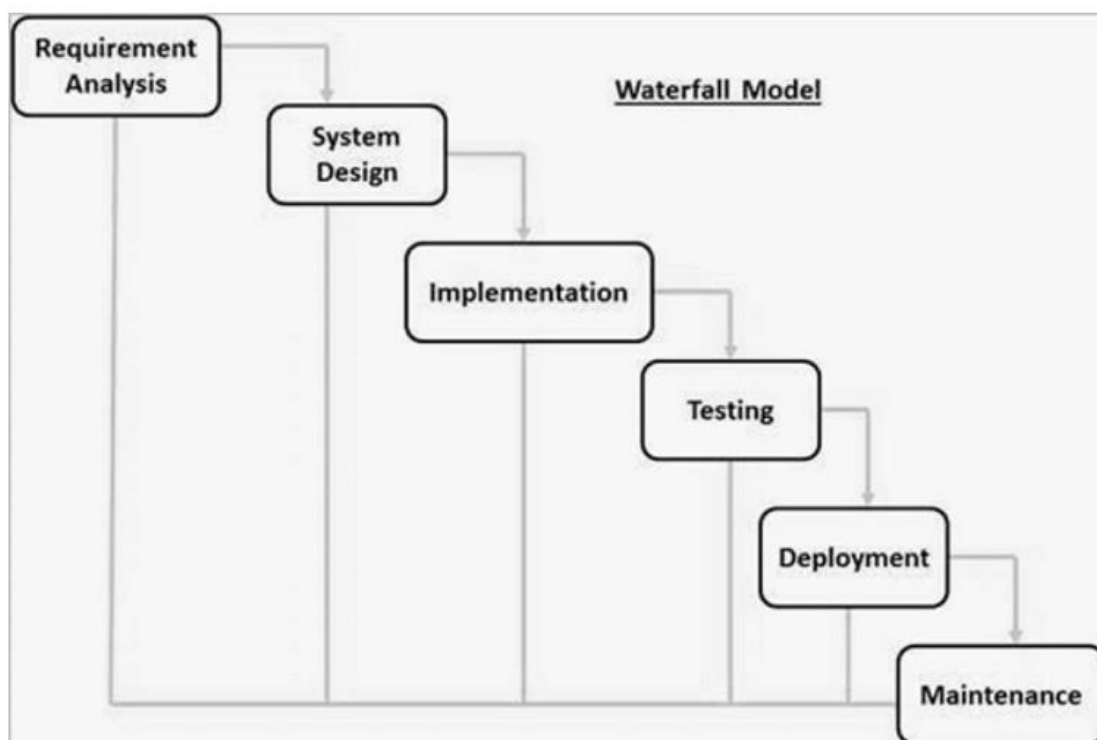 Requirement
Analysis
Waterfall Model
System
Design
Implementation
Testing
Deployment
Maintenance